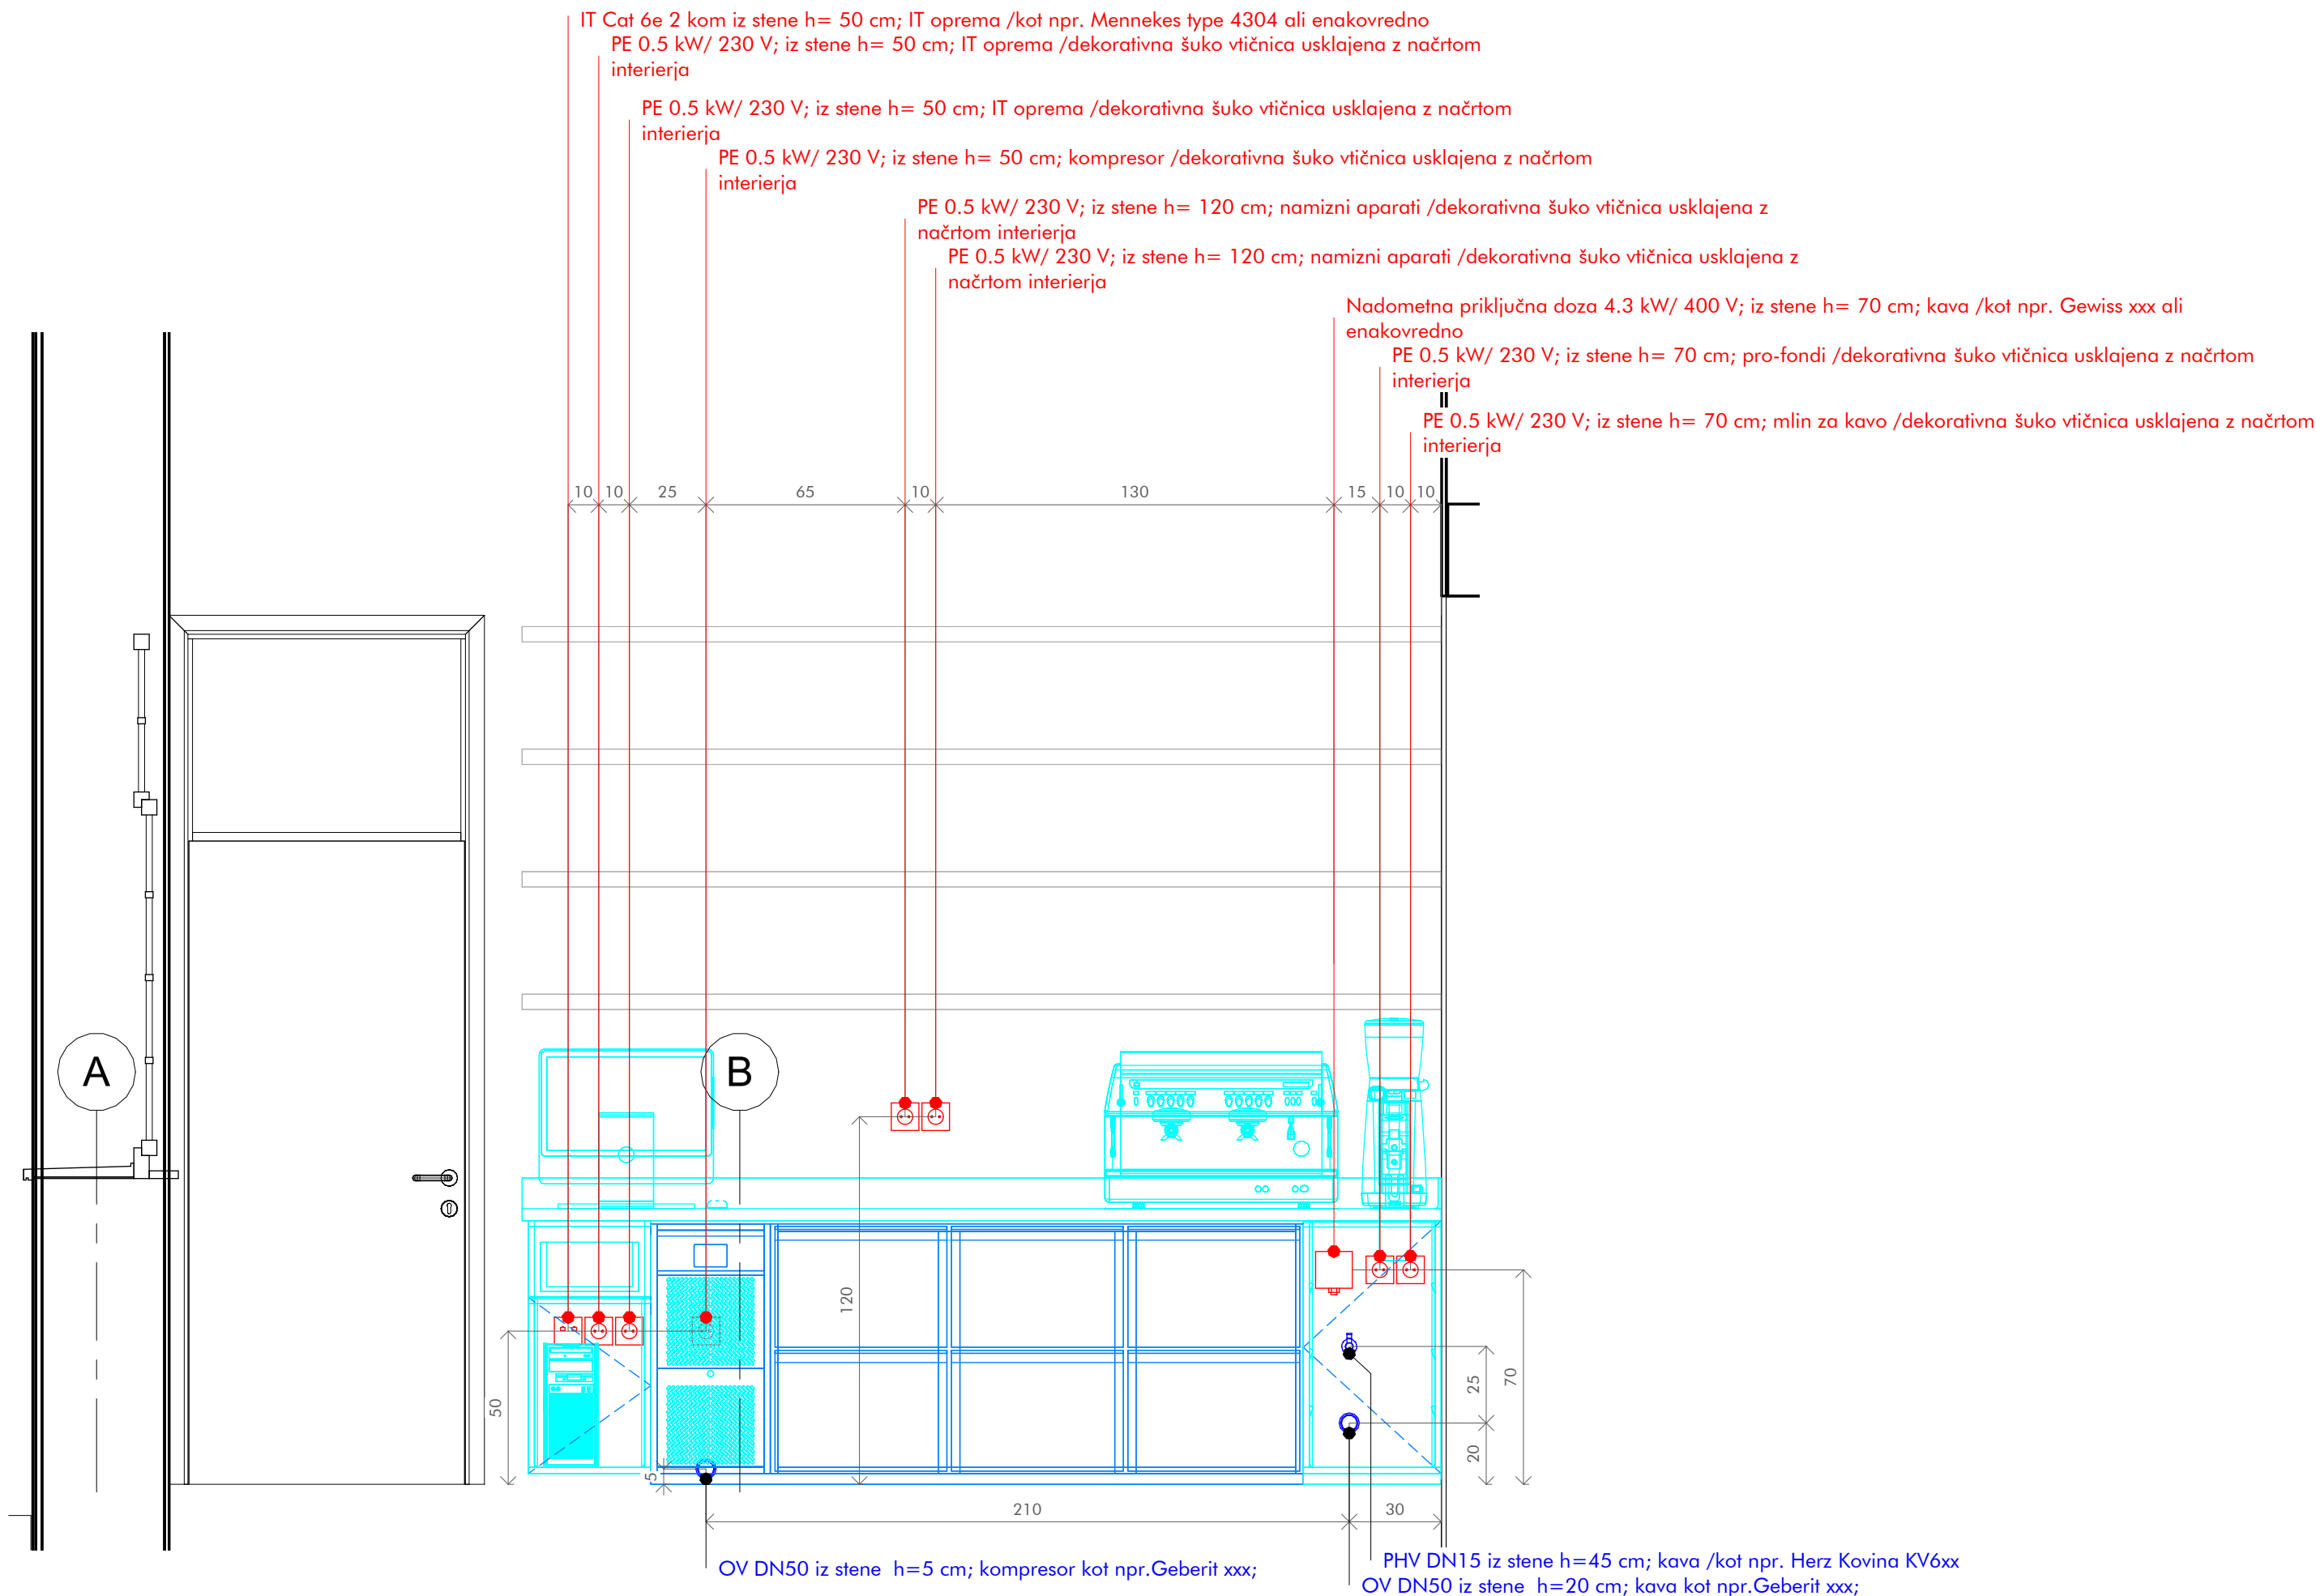 IT Cat 6e 2 kom iz stene h= 50 cm; IT oprema /kot npr. Mennekes type 4304 ali enakovredno
PE 0.5 kW/ 230 V; iz stene h= 50 cm; IT oprema /dekorativna šuko vtičnica usklajena z načrtom
interierja
PE 0.5 kW/ 230 V; iz stene h= 50 cm; IT oprema /dekorativna šuko vtičnica usklajena z načrtom
interierja
PE 0.5 kW/ 230 V; iz stene h= 50 cm; kompresor /dekorativna šuko vtičnica usklajena z načrtom
interierja
PE 0.5 kW/ 230 V; iz stene h= 120 cm; namizni aparati /dekorativna šuko vtičnica usklajena z
načrtom interierja
PE 0.5 kW/ 230 V; iz stene h= 120 cm; namizni aparati /dekorativna šuko vtičnica usklajena z
načrtom interierja
Nadometna priključna doza 4.3 kW/ 400 V; iz stene h= 70 cm; kava /kot npr. Gewiss xxx ali
enakovredno
PE 0.5 kW/ 230 V; iz stene h= 70 cm; pro-fondi /dekorativna šuko vtičnica usklajena z načrtom
interierja
PE 0.5 kW/ 230 V; iz stene h= 70 cm; mlin za kavo /dekorativna šuko vtičnica usklajena z načrtom
interierja
10 10 25 65 10 130 15 10 10
A
B
120
50
5
25
70
20
210
30
OV DN50 iz stene  h=5 cm; kompresor kot npr.Geberit xxx;
PHV DN15 iz stene h=45 cm; kava /kot npr. Herz Kovina KV6xx
OV DN50 iz stene  h=20 cm; kava kot npr.Geberit xxx;